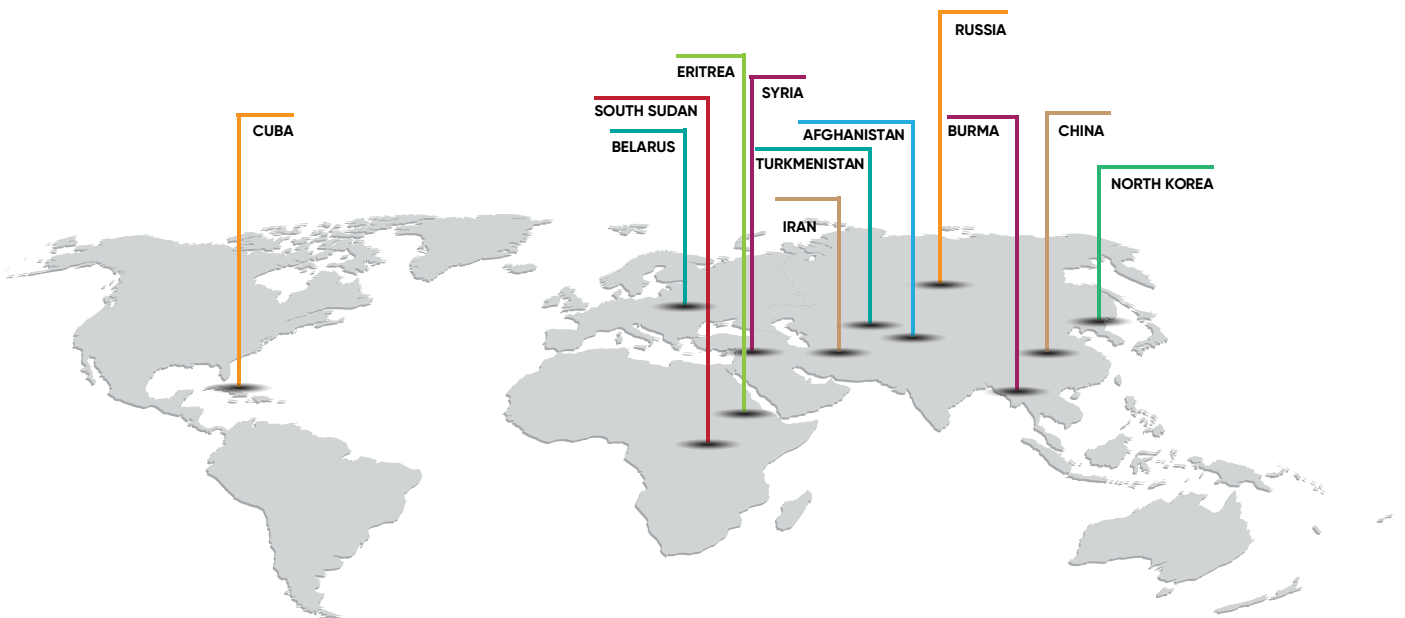 RUSSIA
ERITREA
SYRIA
SOUTH SUDAN
CUBA
AFGHANISTAN
BURMA
CHINA
BELARUS
TURKMENISTAN
NORTH KOREA
IRAN